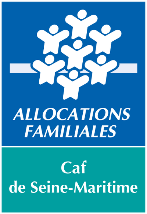 ALLOCATIONS
FAMILIALES
Caf
de Seine-Maritime